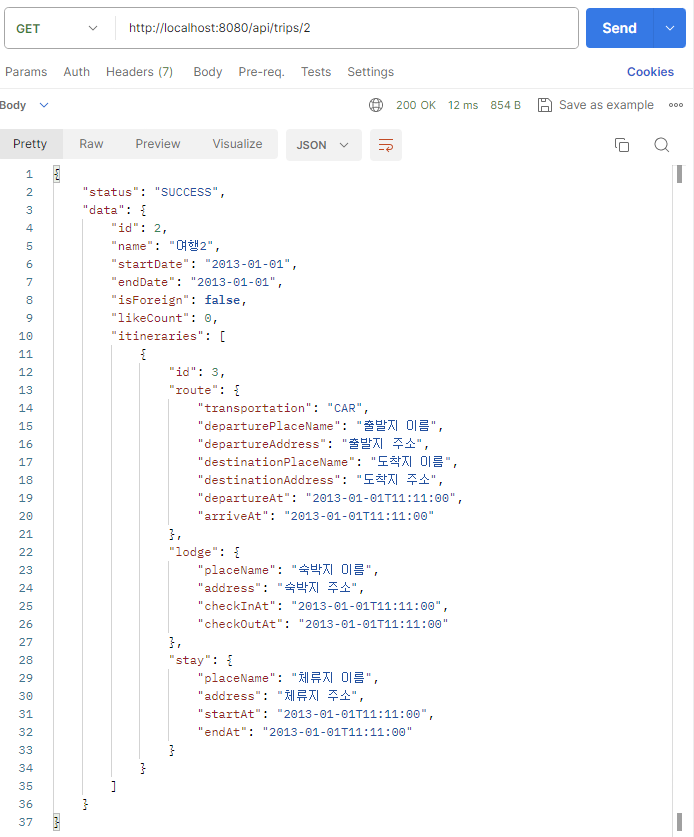 GET http://localhost:8080/api/trips/2 Send
Params Auth Headers (7) Body Pre-req. Tests Settings Cookies
Body 200 OK 12 ms 854 B Save as example
Pretty Raw Preview Visualize JSON
1 {
2 "status": "SUCCESS",
3 "data": {
4 "id": 2,
5 "name": "여행2",
6 "startDate": "2013-01-01",
7 "endDate": "2013-01-01",
8 "isForeign": false,
9 "likeCount": 0,
10 "itineraries": [
11 {
12 "id": 3,
13 "route": {
14 "transportation": "CAR",
15 "departurePlaceName": "출발지 이름",
16 "departureAddress": "출발지 주소",
17 "destinationPlaceName": "도착지 이름",
18 "destinationAddress": "도착지 주소",
19 "departureAt": "2013-01-01T11:11:00",
20 "arriveAt": "2013-01-01T11:11:00"
21 },
22 "lodge": {
23 "placeName": "숙박지 이름",
24 "address": "숙박지 주소",
25 "checkInAt": "2013-01-01T11:11:00",
26 "checkOutAt": "2013-01-01T11:11:00"
27 },
28 "stay": {
29 "placeName": "체류지 이름",
30 "address": "체류지 주소",
31 "startAt": "2013-01-01T11:11:00",
32 "endAt": "2013-01-01T11:11:00"
33 }
34 }
35 ]
36 }
37 }